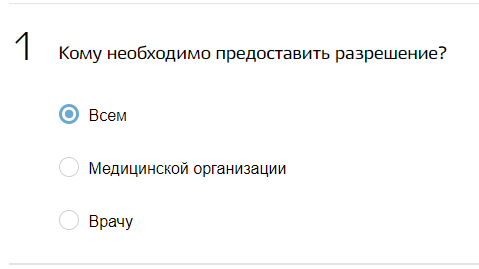 1 Кому необходимо предоставить разрешение?
Всем
Медицинской организации
Врачу